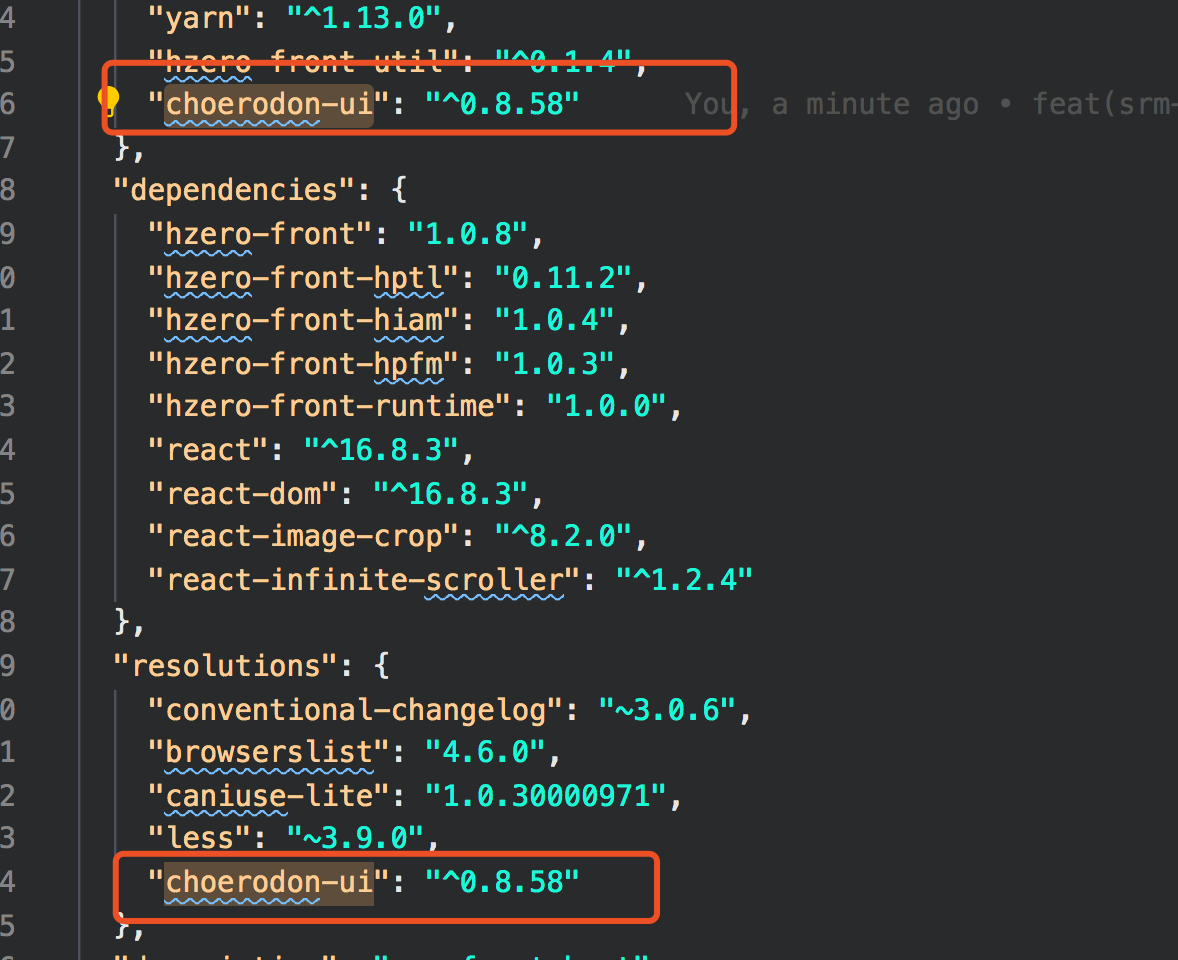 4 "yarn": "^1.13.0",
5 "hzero-front-util": "^0.1.4",
6 "choerodon-ui": "^0.8.58" You, a minute ago • feat(srm-
7 },
8 "dependencies": {
9 "hzero-front": "1.0.8",
0 "hzero-front-hptl": "0.11.2",
1 "hzero-front-hiam": "1.0.4",
2 "hzero-front-hpfm": "1.0.3",
3 "hzero-front-runtime": "1.0.0",
4 "react": "^16.8.3",
5 "react-dom": "^16.8.3",
6 "react-image-crop": "^8.2.0",
7 "react-infinite-scroller": "^1.2.4"
8 },
9 "resolutions": {
0 "conventional-changelog": "~3.0.6",
1 "browserslist": "4.6.0",
2 "caniuse-lite": "1.0.30000971",
3 "less": "~3.9.0",
4 "choerodon-ui": "^0.8.58"
5 },